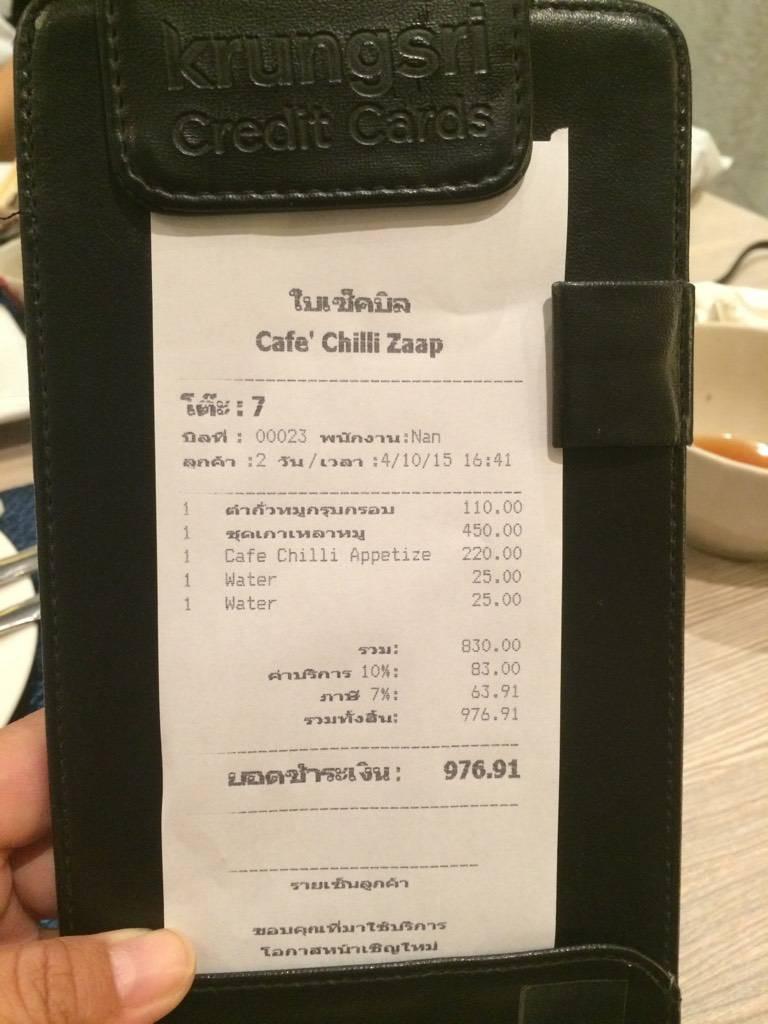 krungsri
Credit Cards
ใบเช็คบิล
Cafe' Chilli Zaap
โต๊ะ : 7
บิลที่ : 00023 พนักงาน:Nan
ลูกค้า :2 วัน/เวลา :4/10/15 16:41
1 ตำถั่วหมูกรุบกรอบ 110.00
1 ชุดเกาเหลาหมู 450.00
1 Cafe Chilli Appetize 220.00
1 Water 25.00
1 Water 25.00
รวม: 830.00
ค่าบริการ 10%: 83.00
ภาษี 7%: 63.91
รวมทั้งสิ้น: 976.91
ยอดชำระเงิน : 976.91
รายเซ็นลูกค้า
ขอบคุณที่มาใช้บริการ
โอกาสหน้าเชิญใหม่